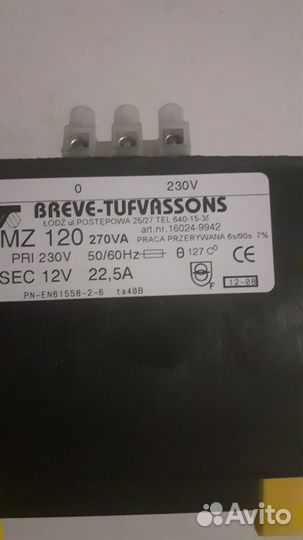 0 230V
BREVE-TUFVASSONS
ŁÓDŹ ul POSTĘPOWA 25/27 TEL 640-15-31
art.nr. 16024-9942
MZ 120 270VA PRACA PRZERYWANA 6s/90s 7%
PRI 230V 50/60Hz θ 127 C° CE
SEC 12V 22,5A F 12-08
PN-EN61558-2-6 ta40B
Avito